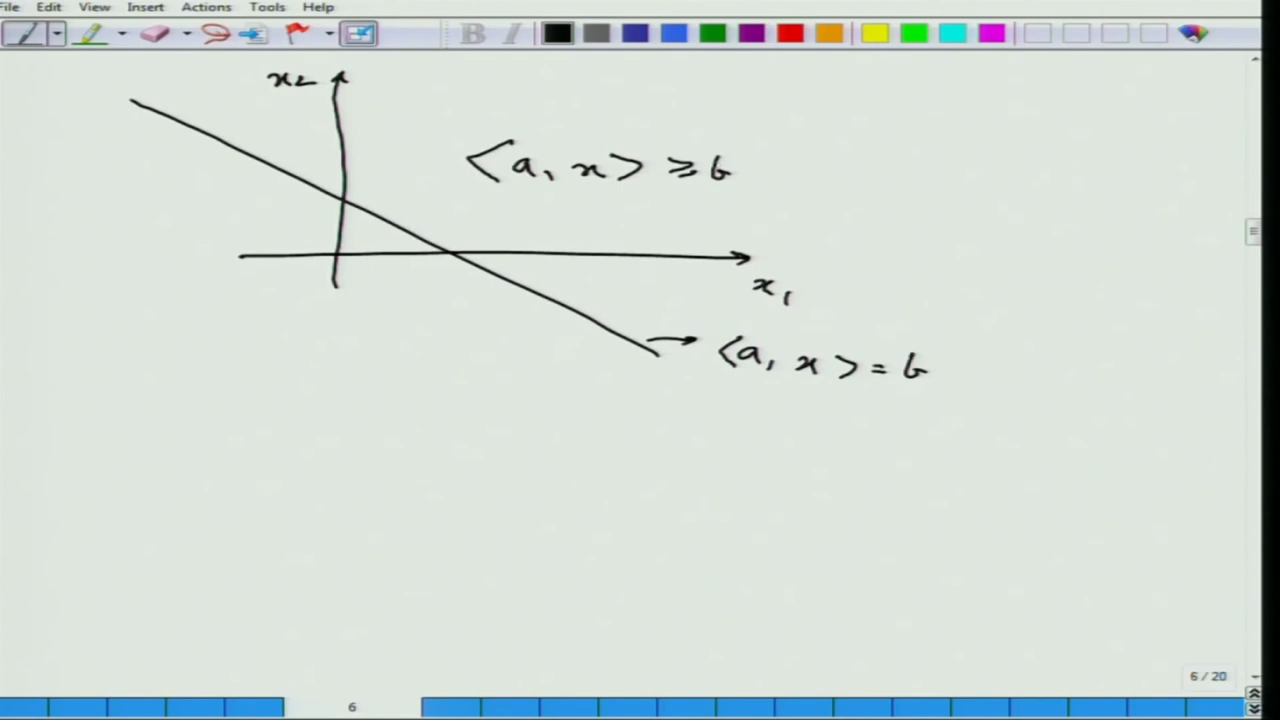 File Edit View Insert Actions Tools Help
B I
x2
<a, x> ≥ b
x1
<a, x> = b
6 / 20
6